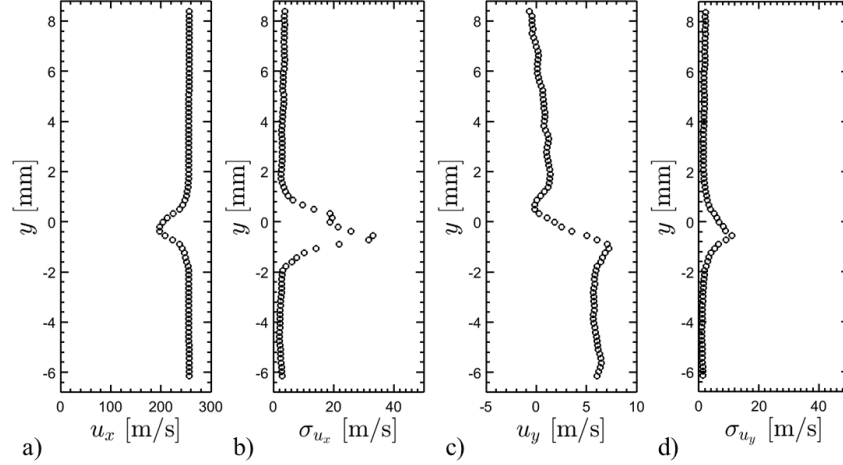 8 8 8 8
6 6 6 6
4 4 4 4
y [mm] y [mm] y [mm] y [mm]
2 2 2 2
0 0 0 0
-2 -2 -2 -2
-4 -4 -4 -4
-6 -6 -6 -6
0 100 200 300 0 20 40 -5 0 5 10 0 20 40
a) u_x [m/s] b) σ_{u_x} [m/s] c) u_y [m/s] d) σ_{u_y} [m/s]